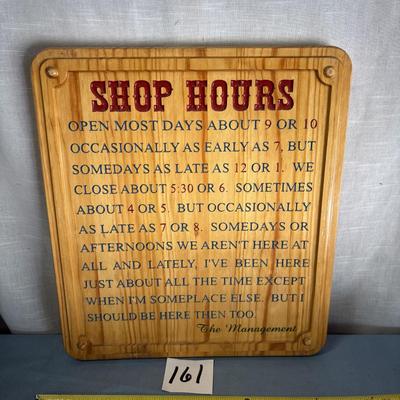 SHOP HOURS
OPEN MOST DAYS ABOUT 9 OR 10
OCCASIONALLY AS EARLY AS 7, BUT
SOMEDAYS AS LATE AS 12 OR 1. WE
CLOSE ABOUT 5:30 OR 6. SOMETIMES
ABOUT 4 OR 5. BUT OCCASIONALLY
AS LATE AS 7 OR 8. SOMEDAYS OR
AFTERNOONS WE AREN'T HERE AT
ALL AND LATELY, I'VE BEEN HERE
JUST ABOUT ALL THE TIME EXCEPT
WHEN I'M SOMEPLACE ELSE. BUT I
SHOULD BE HERE THEN TOO.
The Management
161